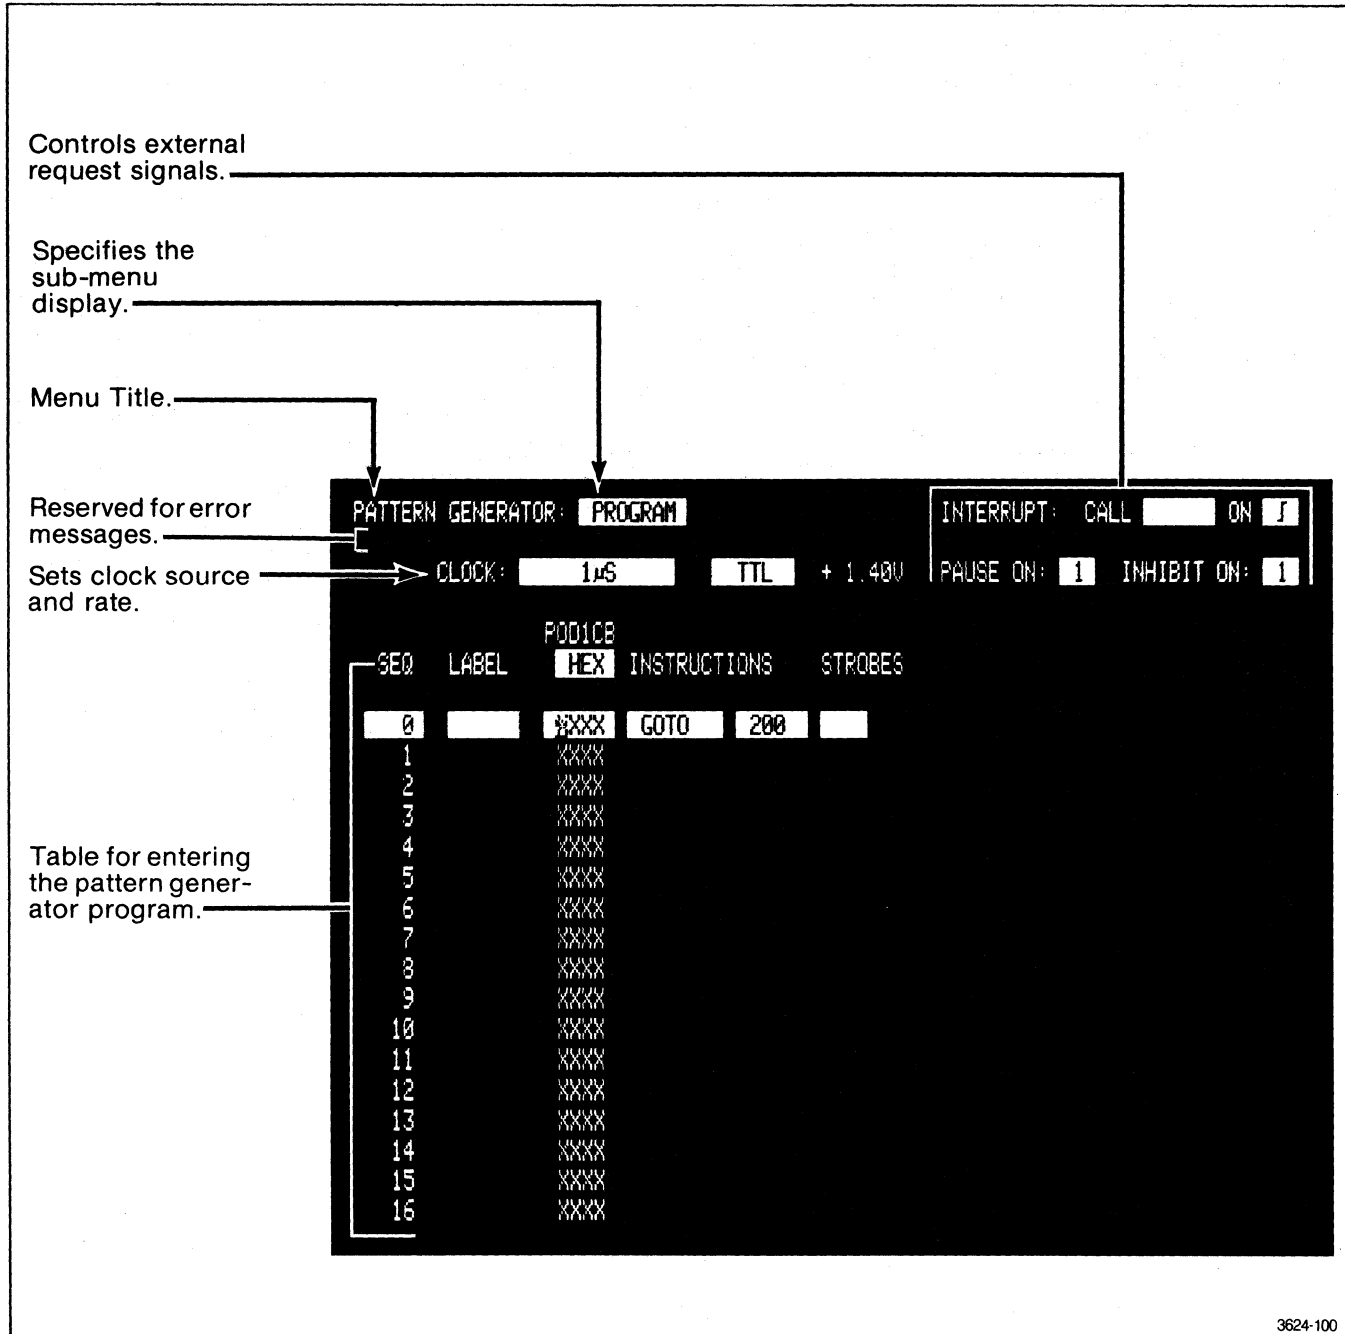 Controls external
request signals.
Specifies the
sub-menu
display.
Menu Title.
Reserved for error
messages.
Sets clock source
and rate.
Table for entering
the pattern gener-
ator program.
PATTERN GENERATOR: PROGRAM
INTERRUPT: CALL ON ʃ
CLOCK: 1µS TTL + 1.40V
PAUSE ON: 1 INHIBIT ON: 1
POD1CB
SEQ LABEL HEX INSTRUCTIONS STROBES
0 XXXX GOTO 200
1 XXXX
2 XXXX
3 XXXX
4 XXXX
5 XXXX
6 XXXX
7 XXXX
8 XXXX
9 XXXX
10 XXXX
11 XXXX
12 XXXX
13 XXXX
14 XXXX
15 XXXX
16 XXXX
3624-100